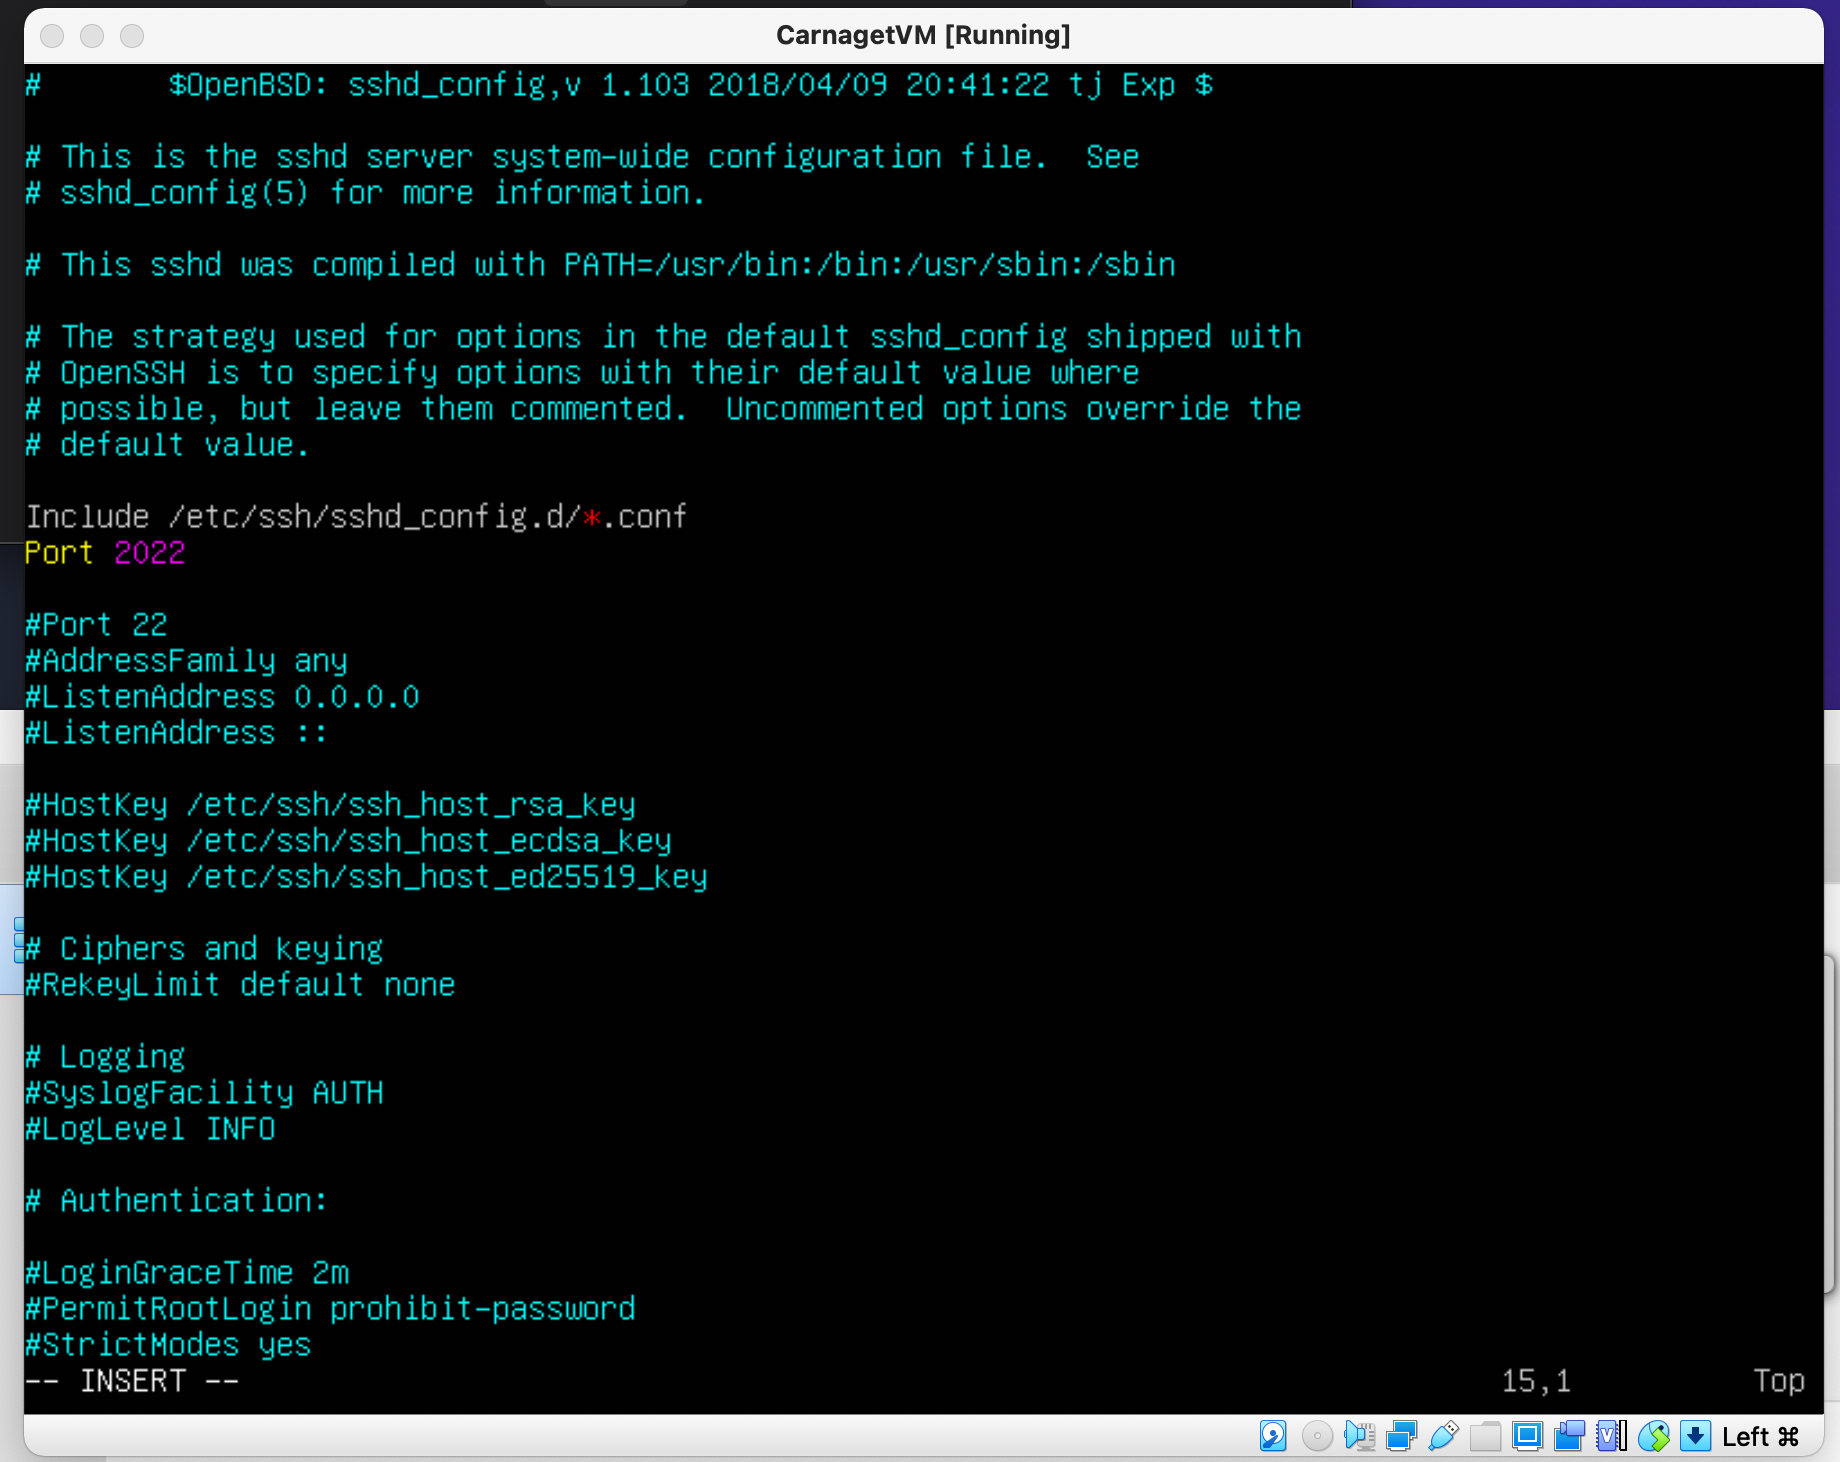 CarnagetVM [Running]
#       $OpenBSD: sshd_config,v 1.103 2018/04/09 20:41:22 tj Exp $
# This is the sshd server system-wide configuration file.  See
# sshd_config(5) for more information.
# This sshd was compiled with PATH=/usr/bin:/bin:/usr/sbin:/sbin
# The strategy used for options in the default sshd_config shipped with
# OpenSSH is to specify options with their default value where
# possible, but leave them commented.  Uncommented options override the
# default value.
Include /etc/ssh/sshd_config.d/*.conf
Port 2022
#Port 22
#AddressFamily any
#ListenAddress 0.0.0.0
#ListenAddress ::
#HostKey /etc/ssh/ssh_host_rsa_key
#HostKey /etc/ssh/ssh_host_ecdsa_key
#HostKey /etc/ssh/ssh_host_ed25519_key
# Ciphers and keying
#RekeyLimit default none
# Logging
#SyslogFacility AUTH
#LogLevel INFO
# Authentication:
#LoginGraceTime 2m
#PermitRootLogin prohibit-password
#StrictModes yes
-- INSERT --                                                                      15,1          Top
Left ⌘